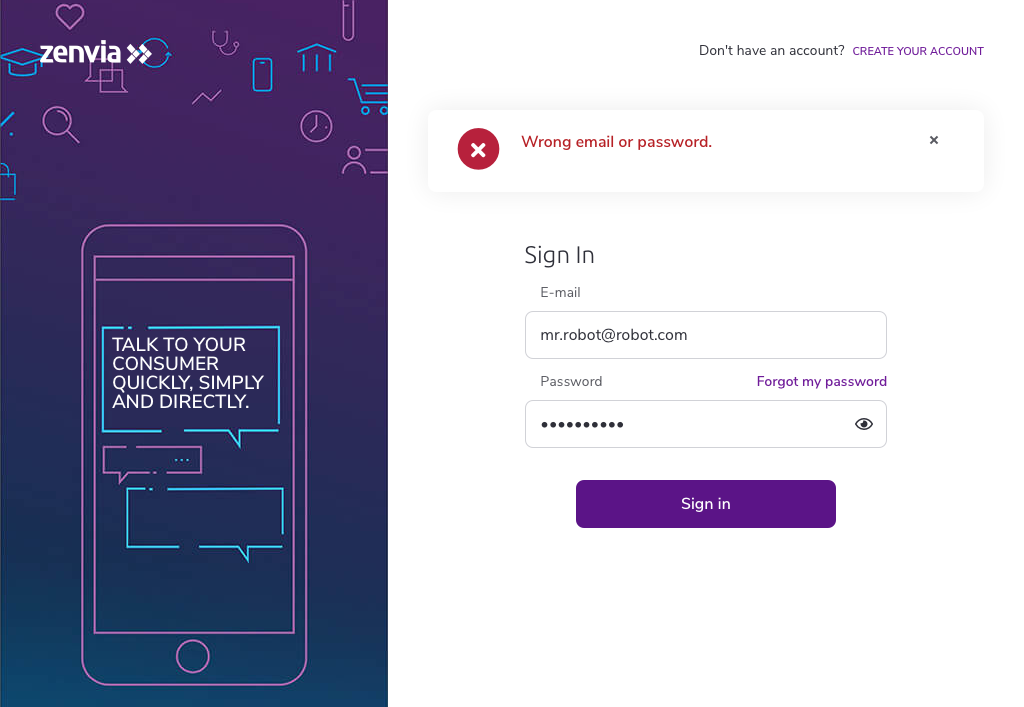 zenvia
Don't have an account? CREATE YOUR ACCOUNT
Wrong email or password.
TALK TO YOUR
CONSUMER
QUICKLY, SIMPLY
AND DIRECTLY.
Sign In
E-mail
mr.robot@robot.com
Password Forgot my password
••••••••••
Sign in